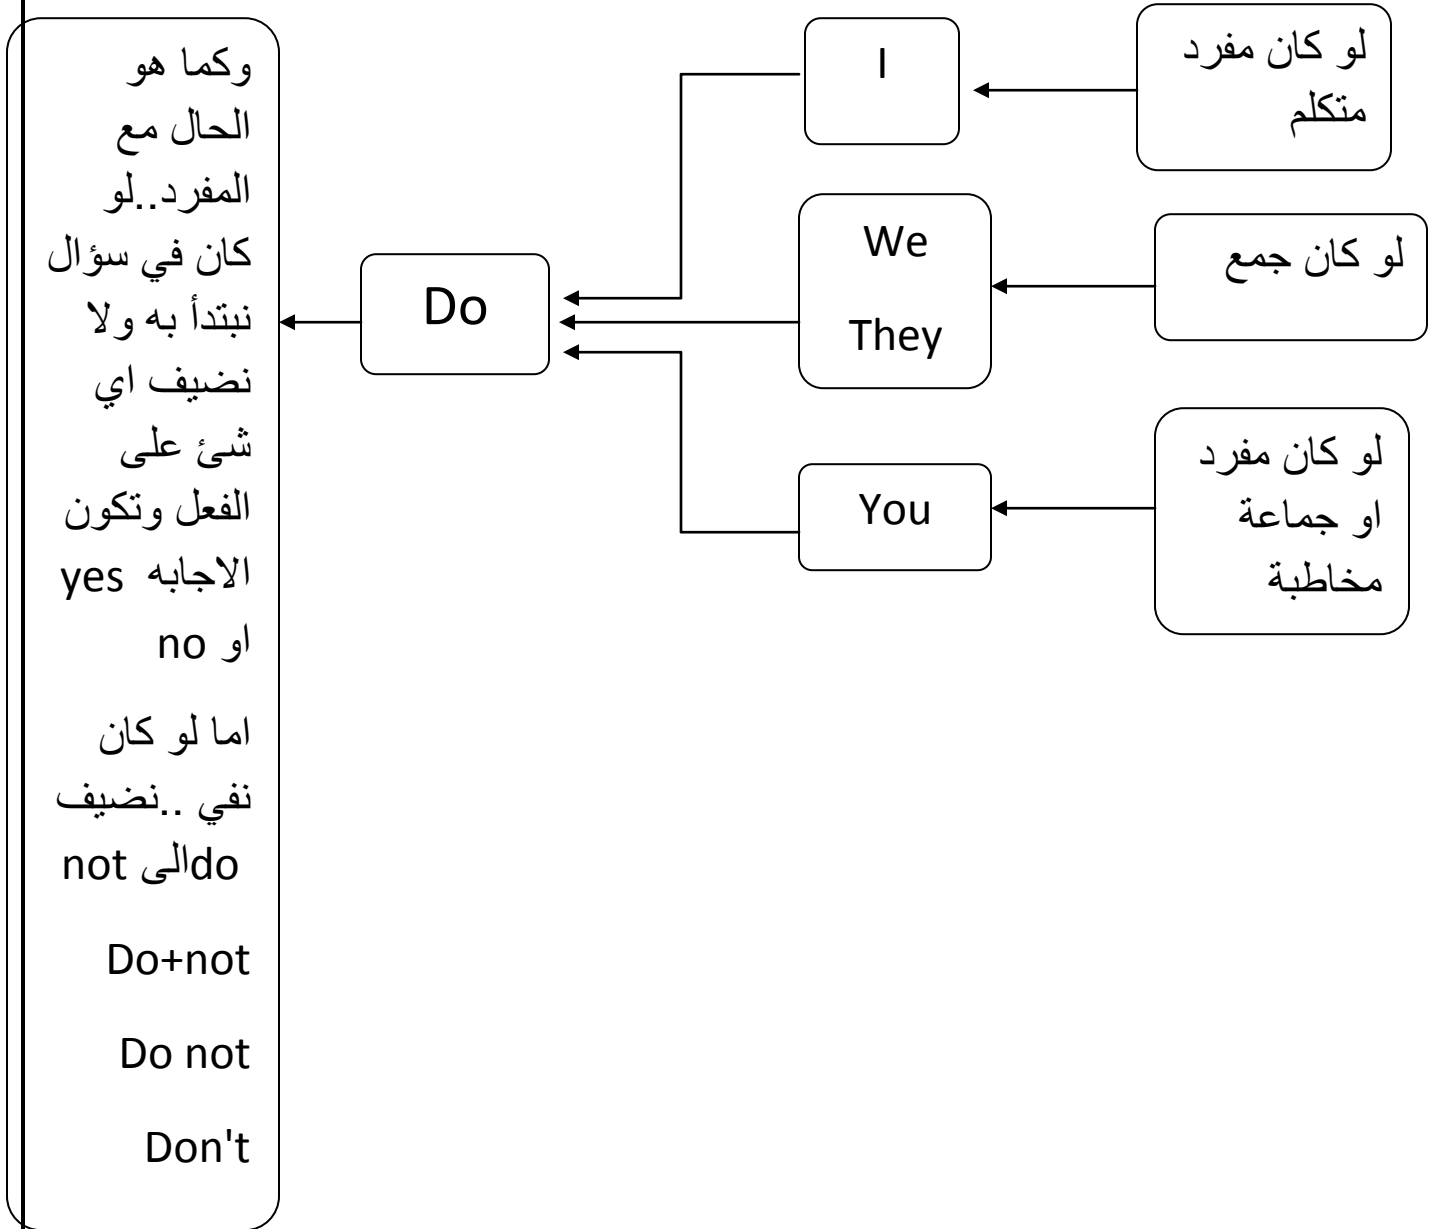 لو كان مفرد
متكلم
I
لو كان جمع
We
They
لو كان مفرد
او جماعة
مخاطبة
You
Do
وكما هو
الحال مع
المفرد..لو
كان في سؤال
نبتدأ به ولا
نضيف اي
شئ على
الفعل وتكون
الاجابه yes
او no
اما لو كان
نفي ..نضيف
doالى not
Do+not
Do not
Don't